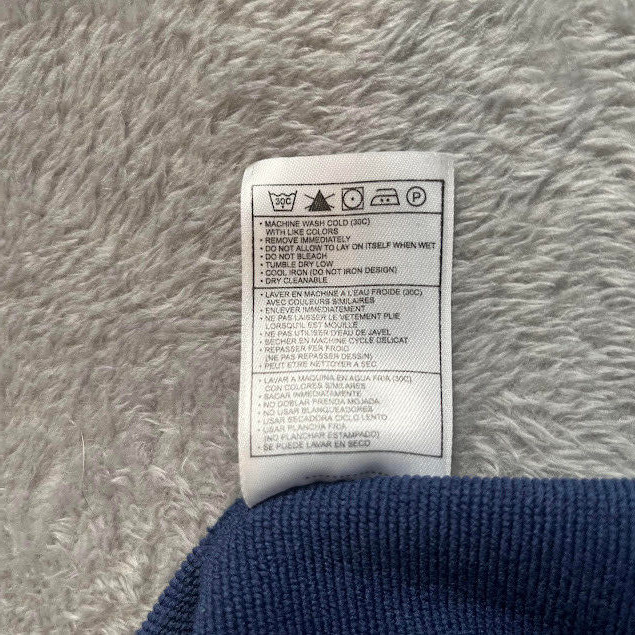 30C P
• MACHINE WASH COLD (30C)
WITH LIKE COLORS
• REMOVE IMMEDIATELY
• DO NOT ALLOW TO LAY ON ITSELF WHEN WET
• DO NOT BLEACH
• TUMBLE DRY LOW
• COOL IRON (DO NOT IRON DESIGN)
• DRY CLEANABLE
• LAVER EN MACHINE A L'EAU FROIDE (30C)
AVEC COULEURS SIMILAIRES
• ENLEVER IMMEDIATEMENT
• NE PAS LAISSER LE VETEMENT PLIE
LORSQU'IL EST MOUILLE
• NE PAS UTILISER D'EAU DE JAVEL
• SECHER EN MACHINE CYCLE DELICAT
• REPASSER FER FROID
(NE PAS REPASSER DESSIN)
• PEUT ETRE NETTOYER A SEC
• LAVAR A MAQUINA EN AGUA FRIA (30C)
CON COLORES SIMILARES
• SACAR IMMEDIATAMENTE
• NO DOBLAR PRENDA MOJADA
• NO USAR BLANQUEADORES
• USAR SECADORA CICLO LENTO
• USAR PLANCHA FRIA
(NO PLANCHAR ESTAMPADO)
• SE PUEDE LAVAR EN SECO